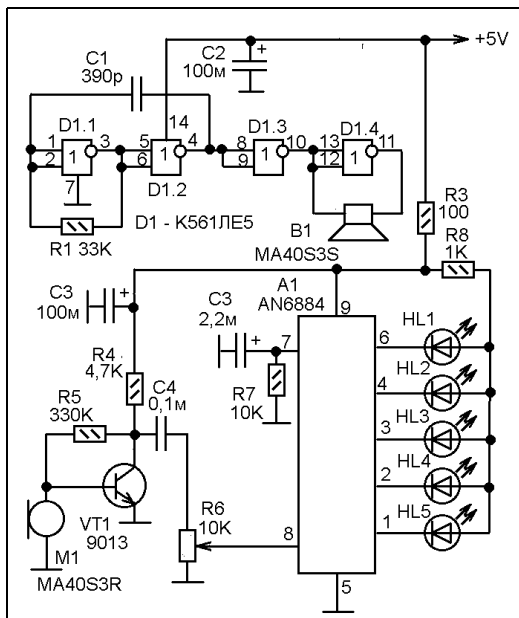 +5V
C1
390p
C2
100м
+
14
D1.1
D1.2
D1.3
D1.4
1
2
1
3
7
5
6
1
4
8
9
1
10
13
12
1
11
R1 33K
D1 - К561ЛЕ5
B1
MA40S3S
R3
100
R8
1K
C3
100м
+
C3
2,2м
+
A1
AN6884
9
7
R7
10K
R4
4,7K
C4
0,1м
R5
330K
VT1
9013
M1
MA40S3R
R6
10K
8
5
6
HL1
4
HL2
3
HL3
2
HL4
1
HL5